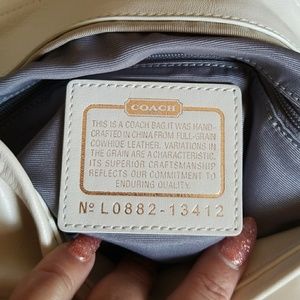 COACH
THIS IS A COACH BAG. IT WAS HAND-
CRAFTED IN CHINA FROM FULL-GRAIN
COWHIDE LEATHER. VARIATIONS IN
THE GRAIN ARE A CHARACTERISTIC.
ITS SUPERIOR CRAFTSMANSHIP
REFLECTS OUR COMMITMENT TO
ENDURING QUALITY.
Nº L0882-13412